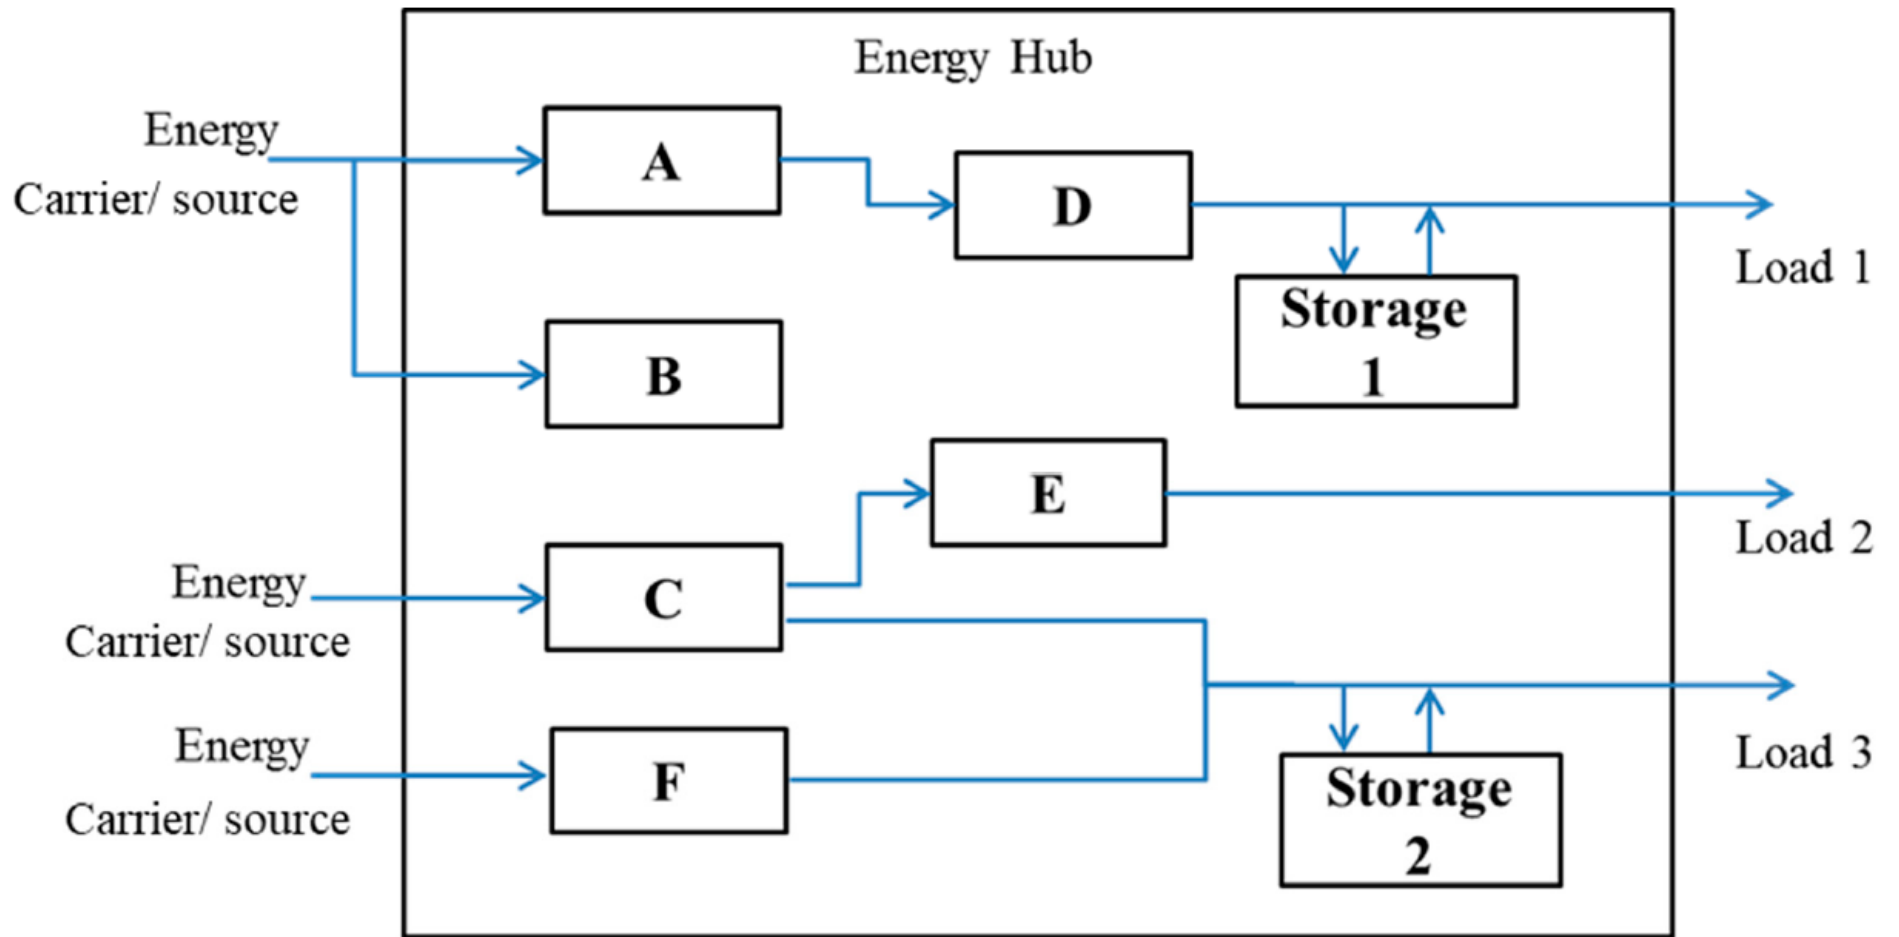 Energy Hub
Energy
Carrier/ source
A
D
Load 1
Storage
1
B
E
Load 2
Energy
Carrier/ source
C
Energy
Carrier/ source
F
Load 3
Storage
2